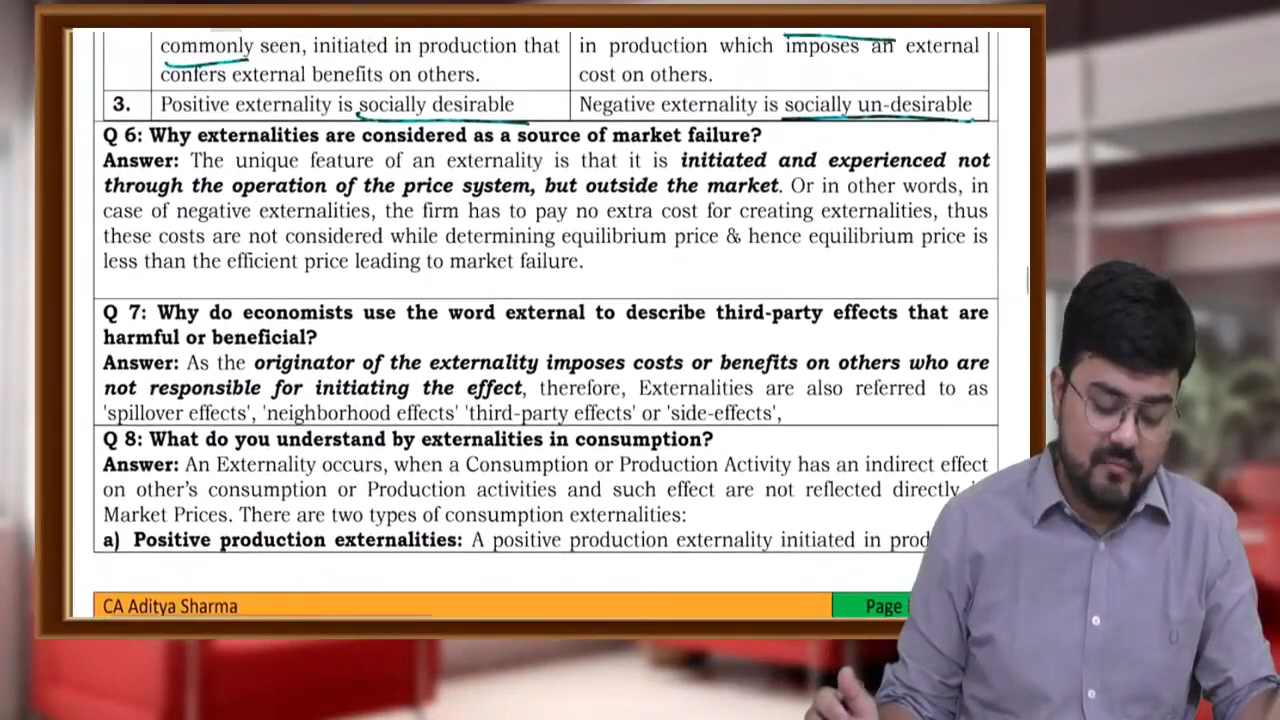 commonly seen, initiated in production that
confers external benefits on others.
in production which imposes an external
cost on others.
3. Positive externality is socially desirable
Negative externality is socially un-desirable
Q 6: Why externalities are considered as a source of market failure?
Answer: The unique feature of an externality is that it is initiated and experienced not
through the operation of the price system, but outside the market. Or in other words, in
case of negative externalities, the firm has to pay no extra cost for creating externalities, thus
these costs are not considered while determining equilibrium price & hence equilibrium price is
less than the efficient price leading to market failure.
Q 7: Why do economists use the word external to describe third-party effects that are
harmful or beneficial?
Answer: As the originator of the externality imposes costs or benefits on others who are
not responsible for initiating the effect, therefore, Externalities are also referred to as
'spillover effects', 'neighborhood effects' 'third-party effects' or 'side-effects',
Q 8: What do you understand by externalities in consumption?
Answer: An Externality occurs, when a Consumption or Production Activity has an indirect effect
on other's consumption or Production activities and such effect are not reflected directly
Market Prices. There are two types of consumption externalities:
a) Positive production externalities: A positive production externality initiated in
CA Aditya Sharma
Page